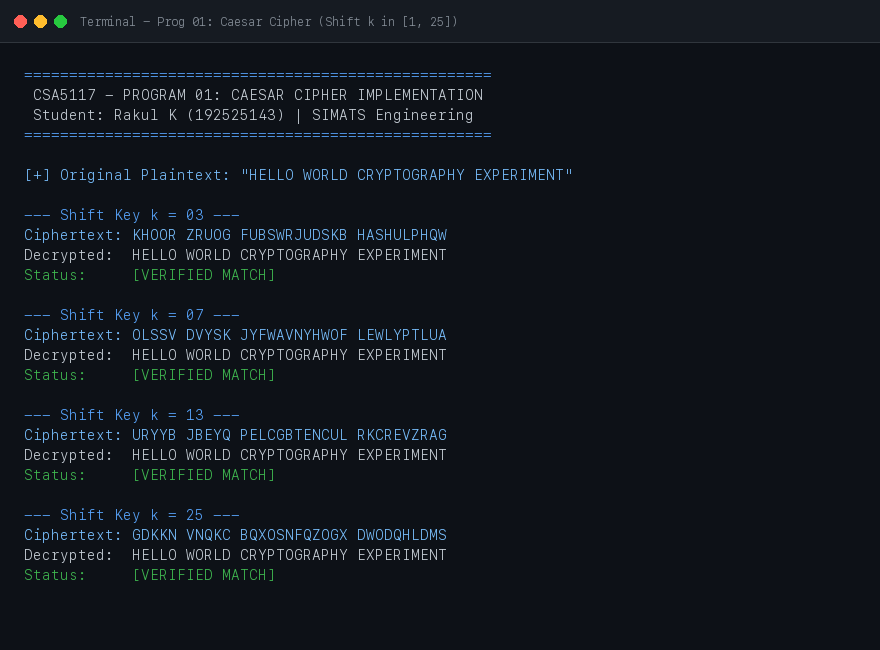 Terminal — Prog 01: Caesar Cipher (Shift k in [1, 25])
====================================================
CSA5117 — PROGRAM 01: CAESAR CIPHER IMPLEMENTATION
Student: Rakul K (192525143) | SIMATS Engineering
====================================================
[+] Original Plaintext: "HELLO WORLD CRYPTOGRAPHY EXPERIMENT"
--- Shift Key k = 03 ---
Ciphertext: KHOOR ZRUOG FUBSWRJUDSKB HASHULPHQW
Decrypted:  HELLO WORLD CRYPTOGRAPHY EXPERIMENT
Status:     [VERIFIED MATCH]
--- Shift Key k = 07 ---
Ciphertext: OLSSV DVYSK JYFWAVNYHWOF LEWLYPTLUA
Decrypted:  HELLO WORLD CRYPTOGRAPHY EXPERIMENT
Status:     [VERIFIED MATCH]
--- Shift Key k = 13 ---
Ciphertext: URYYB JBEYQ PELCGBTENCUL RKCREVZRAG
Decrypted:  HELLO WORLD CRYPTOGRAPHY EXPERIMENT
Status:     [VERIFIED MATCH]
--- Shift Key k = 25 ---
Ciphertext: GDKKN VNQKC BQXOSNFQZOGX DWODQHLDMS
Decrypted:  HELLO WORLD CRYPTOGRAPHY EXPERIMENT
Status:     [VERIFIED MATCH]